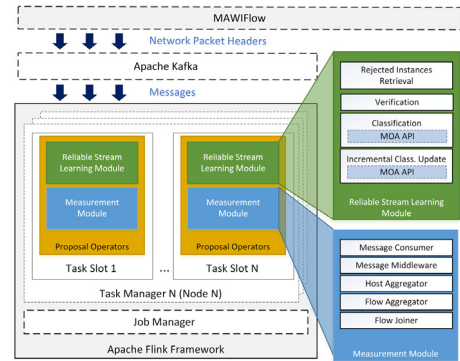 MAWIFlow
Network Packet Headers
Apache Kafka
Messages
Reliable Stream
Learning Module
Measurement
Module
Proposal Operators
Task Slot 1
...
Reliable Stream
Learning Module
Measurement
Module
Proposal Operators
Task Slot N
Task Manager N (Node N)
Job Manager
Apache Flink Framework
Rejected Instances
Retrieval
Verification
Classification
MOA API
Incremental Class. Update
MOA API
Reliable Stream Learning
Module
Message Consumer
Message Middleware
Host Aggregator
Flow Aggregator
Flow Joiner
Measurement Module